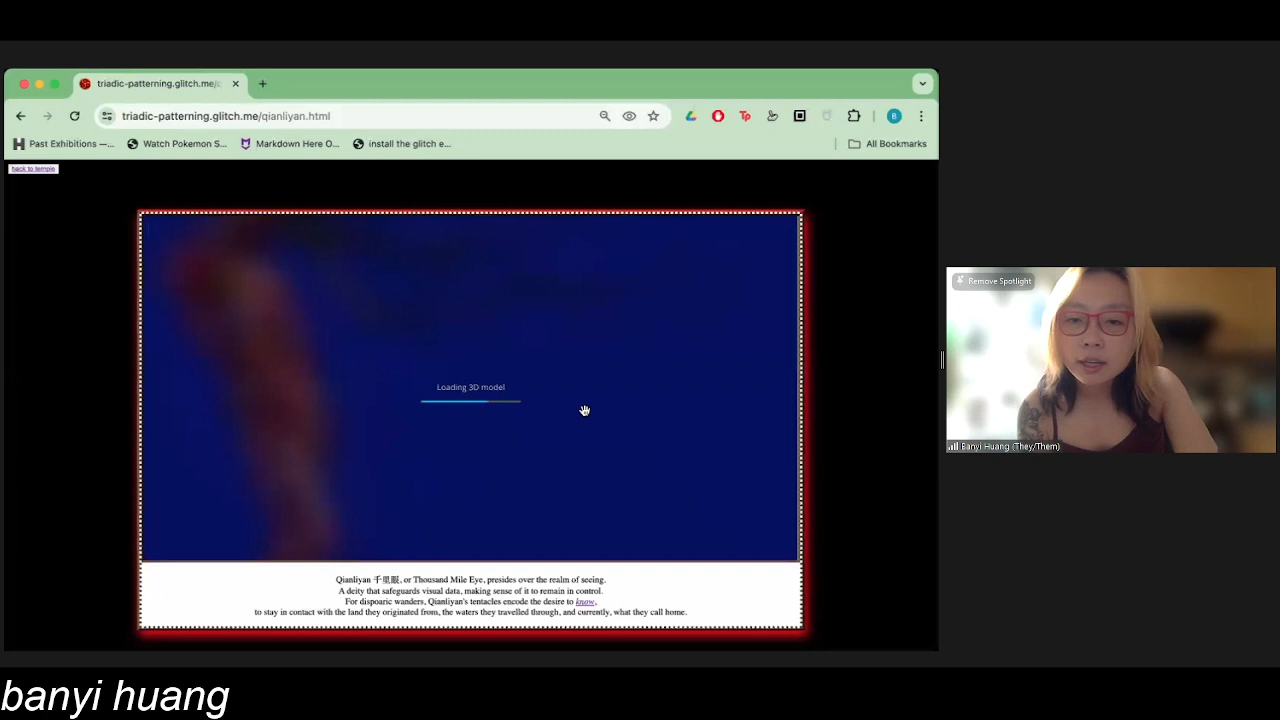 triadic-patterning.glitch.me/c
triadic-patterning.glitch.me/qianliyan.html
Past Exhibitions —...
Watch Pokemon S...
Markdown Here O...
install the glitch e...
All Bookmarks
back to temple
Loading 3D model
Qianliyan 千里眼, or Thousand Mile Eye, presides over the realm of seeing.
A deity that safeguards visual data, making sense of it to remain in control.
For dispoaric wanders, Qianliyan's tentacles encode the desire to know,
to stay in contact with the land they originated from, the waters they travelled through, and currently, what they call home.
Remove Spotlight
Banyi Huang (They/Them)
banyi huang